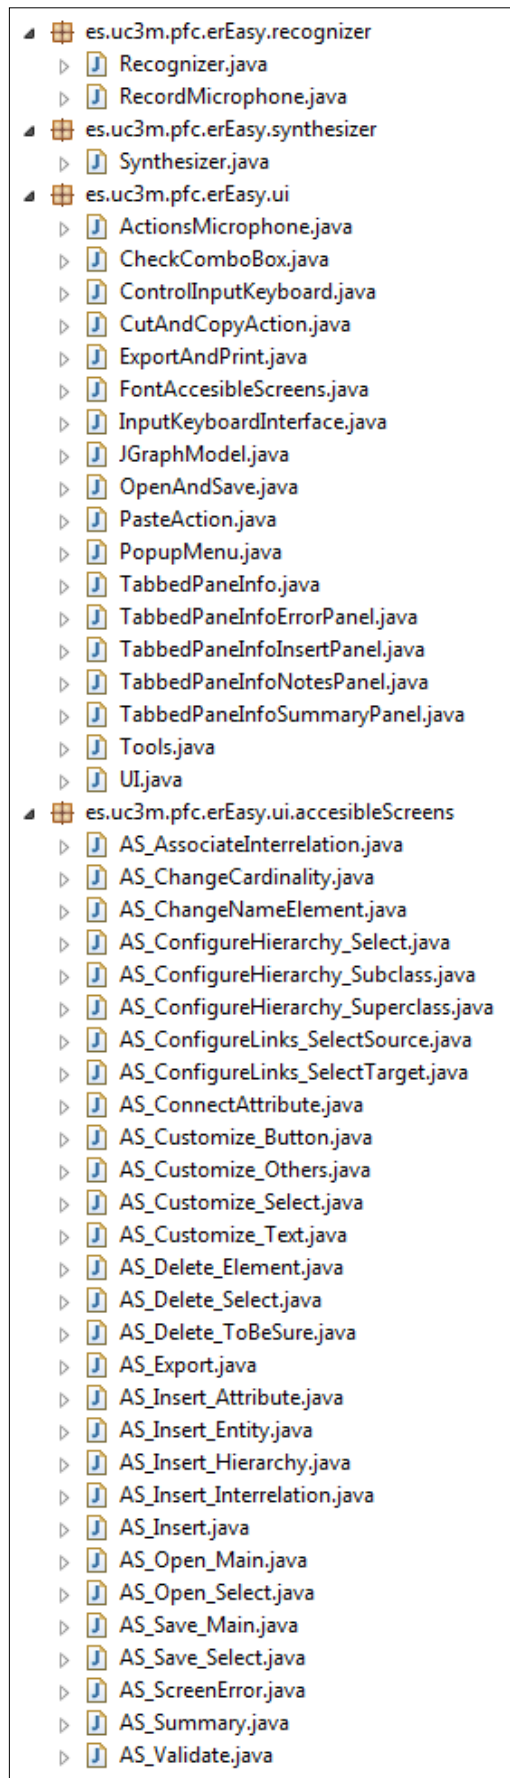 es.uc3m.pfc.erEasy.recognizer
Recognizer.java
RecordMicrophone.java
es.uc3m.pfc.erEasy.synthesizer
Synthesizer.java
es.uc3m.pfc.erEasy.ui
ActionsMicrophone.java
CheckComboBox.java
ControlInputKeyboard.java
CutAndCopyAction.java
ExportAndPrint.java
FontAccesibleScreens.java
InputKeyboardInterface.java
JGraphModel.java
OpenAndSave.java
PasteAction.java
PopupMenu.java
TabbedPaneInfo.java
TabbedPaneInfoErrorPanel.java
TabbedPaneInfoInsertPanel.java
TabbedPaneInfoNotesPanel.java
TabbedPaneInfoSummaryPanel.java
Tools.java
UI.java
es.uc3m.pfc.erEasy.ui.accesibleScreens
AS_AssociateInterrelation.java
AS_ChangeCardinality.java
AS_ChangeNameElement.java
AS_ConfigureHierarchy_Select.java
AS_ConfigureHierarchy_Subclass.java
AS_ConfigureHierarchy_Superclass.java
AS_ConfigureLinks_SelectSource.java
AS_ConfigureLinks_SelectTarget.java
AS_ConnectAttribute.java
AS_Customize_Button.java
AS_Customize_Others.java
AS_Customize_Select.java
AS_Customize_Text.java
AS_Delete_Element.java
AS_Delete_Select.java
AS_Delete_ToBeSure.java
AS_Export.java
AS_Insert_Attribute.java
AS_Insert_Entity.java
AS_Insert_Hierarchy.java
AS_Insert_Interrelation.java
AS_Insert.java
AS_Open_Main.java
AS_Open_Select.java
AS_Save_Main.java
AS_Save_Select.java
AS_ScreenError.java
AS_Summary.java
AS_Validate.java